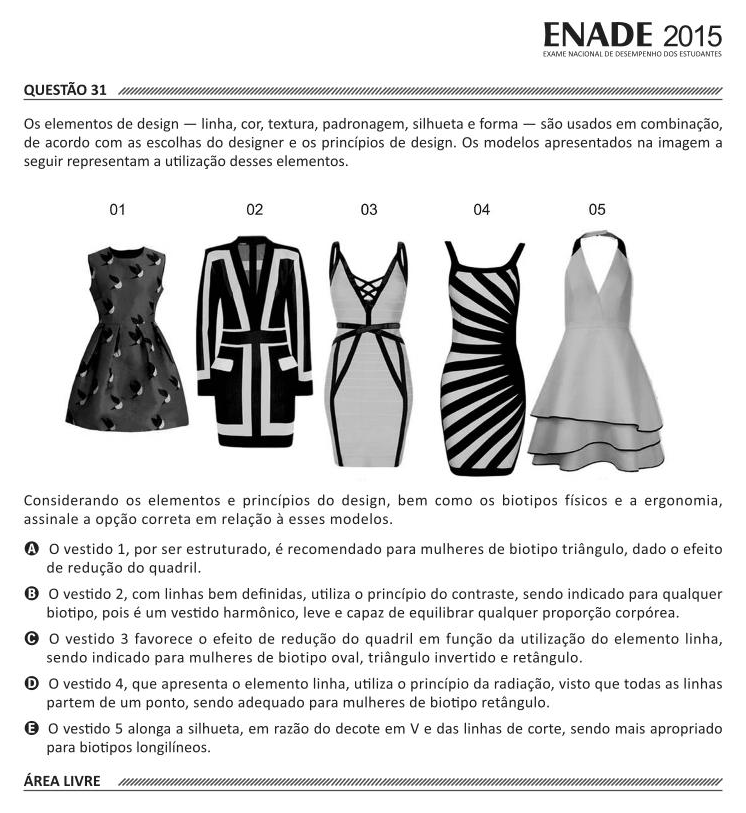 ENADE 2015
EXAME NACIONAL DE DESEMPENHO DOS ESTUDANTES
QUESTÃO 31
Os elementos de design — linha, cor, textura, padronagem, silhueta e forma — são usados em combinação,
de acordo com as escolhas do designer e os princípios de design. Os modelos apresentados na imagem a
seguir representam a utilização desses elementos.
01 02 03 04 05
Considerando os elementos e princípios do design, bem como os biotipos físicos e a ergonomia,
assinale a opção correta em relação à esses modelos.
A O vestido 1, por ser estruturado, é recomendado para mulheres de biotipo triângulo, dado o efeito
de redução do quadril.
B O vestido 2, com linhas bem definidas, utiliza o princípio do contraste, sendo indicado para qualquer
biotipo, pois é um vestido harmônico, leve e capaz de equilibrar qualquer proporção corpórea.
C O vestido 3 favorece o efeito de redução do quadril em função da utilização do elemento linha,
sendo indicado para mulheres de biotipo oval, triângulo invertido e retângulo.
D O vestido 4, que apresenta o elemento linha, utiliza o princípio da radiação, visto que todas as linhas
partem de um ponto, sendo adequado para mulheres de biotipo retângulo.
E O vestido 5 alonga a silhueta, em razão do decote em V e das linhas de corte, sendo mais apropriado
para biotipos longilíneos.
ÁREA LIVRE